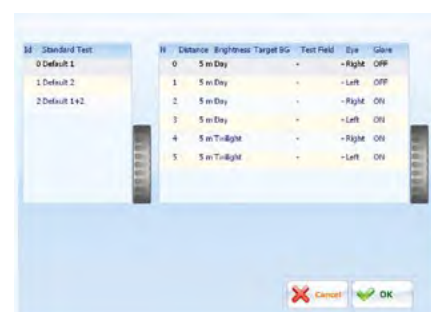 Id Standard Test
0 Default 1
1 Default 2
2 Default 1+2
N Distance Brightness Target BG Test Field Eye Glare
0 5 m Day - - Right OFF
1 5 m Day - - Left OFF
2 5 m Day - - Right ON
3 5 m Day - - Left ON
4 5 m Twilight - - Right ON
5 5 m Twilight - - Left ON
Cancel
OK